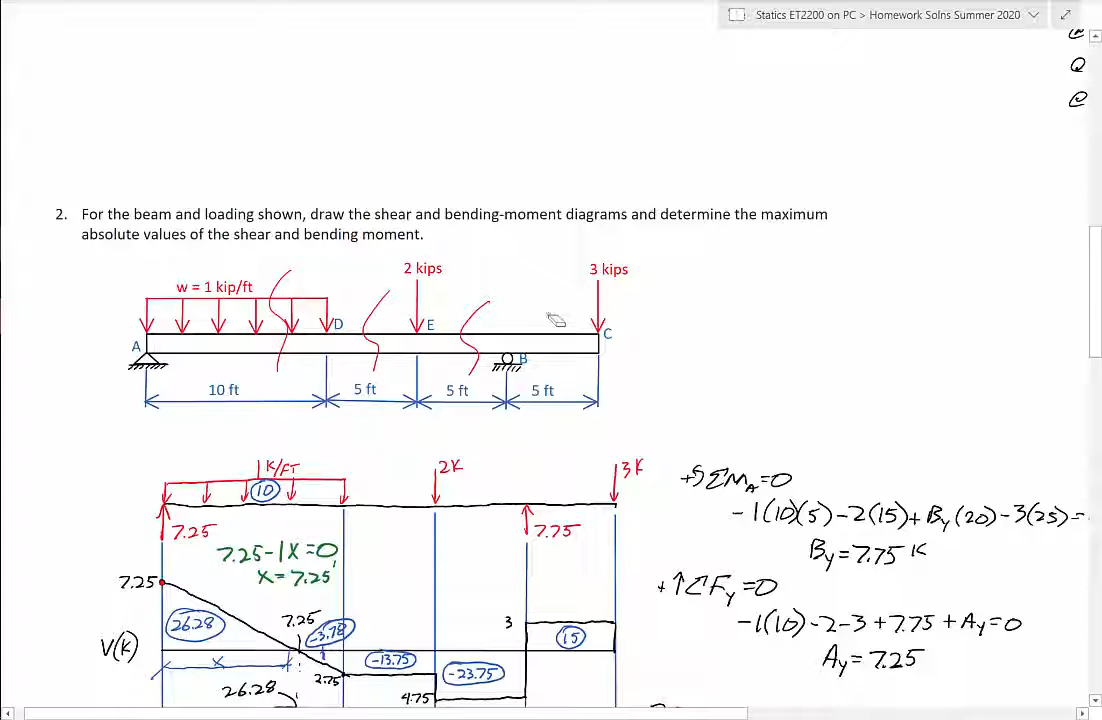 Statics ET2200 on PC > Homework Solns Summer 2020
2. For the beam and loading shown, draw the shear and bending-moment diagrams and determine the maximum
absolute values of the shear and bending moment.
2 kips
3 kips
w = 1 kip/ft
D
E
C
A
B
10 ft
5 ft
5 ft
5 ft
1 K/FT
10
2K
3K
7.25
7.75
7.25-1X=0
X=7.25
+↺ΣM_A=0
-1(10)(5)-2(15)+By(20)-3(25)=
By=7.75 K
+↑ΣFy=0
-1(10)-2-3+7.75+Ay=0
Ay=7.25
7.25
26.28
7.25
-3.78
3
15
V(K)
X
-13.75
-23.75
2.75
26.28
4.75